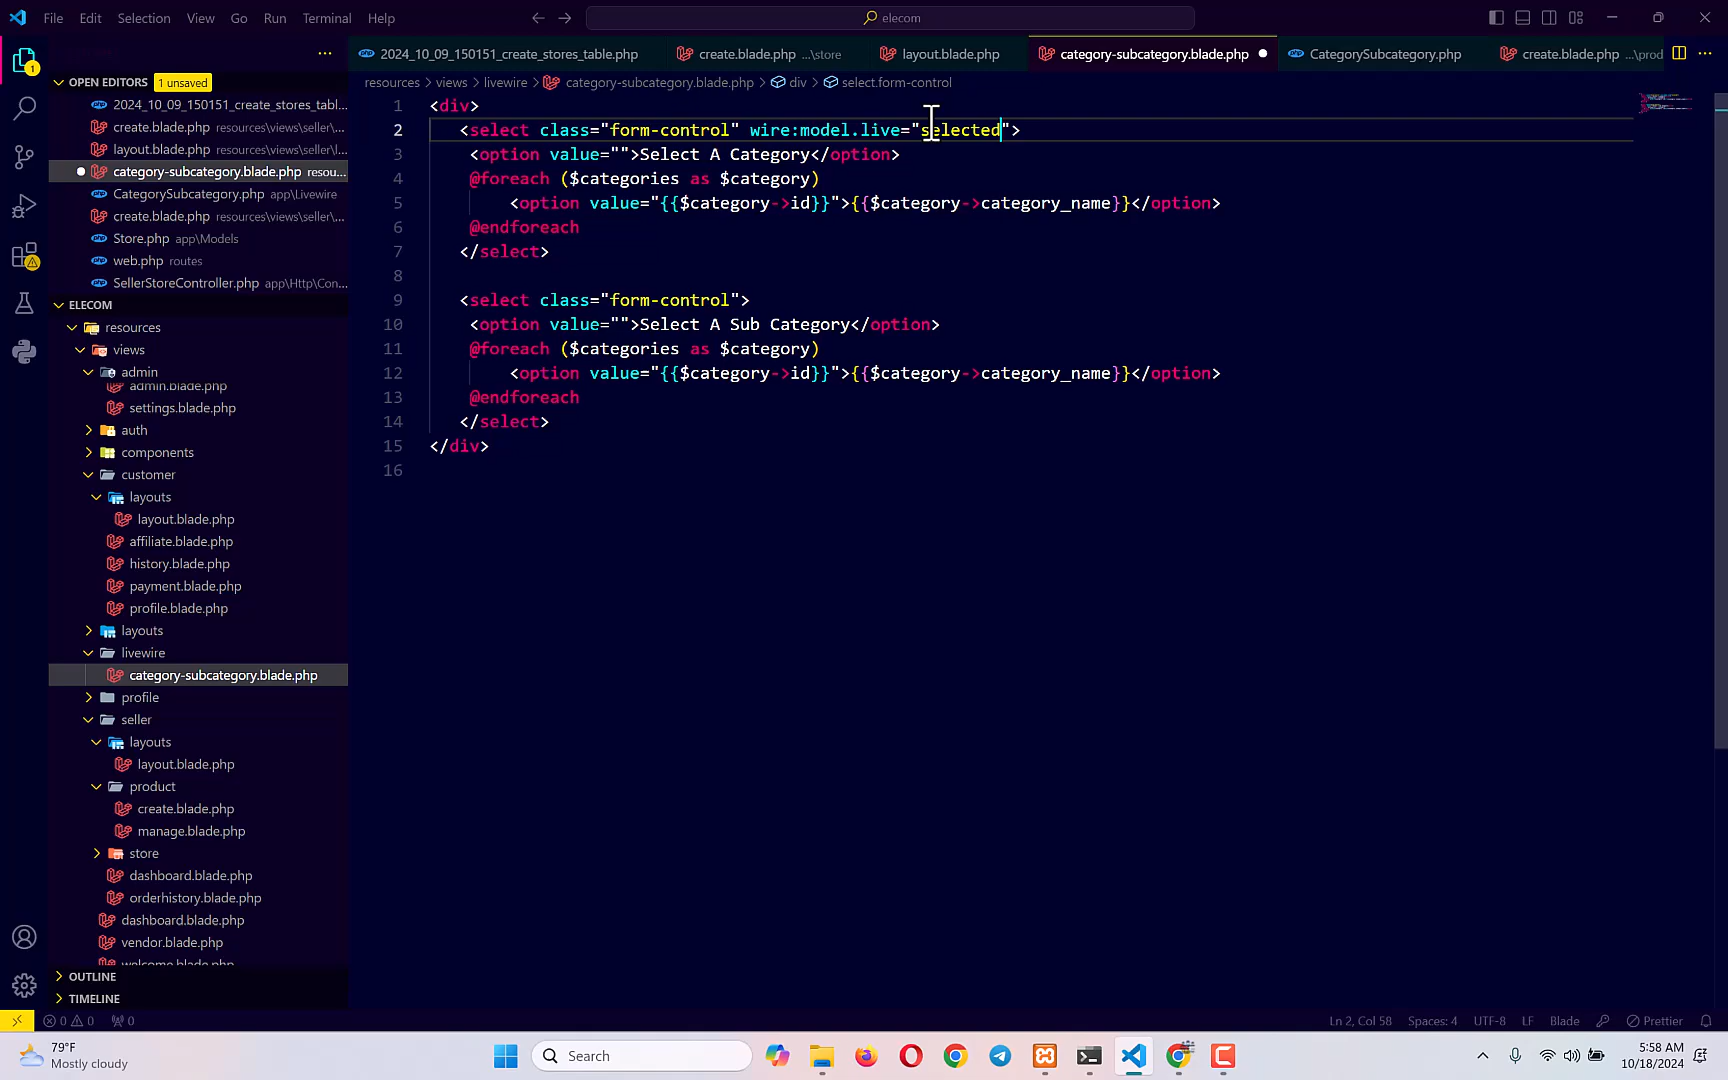 File Edit Selection View Go Run Terminal Help
elecom
OPEN EDITORS 1 unsaved
2024_10_09_150151_create_stores_tabl...
create.blade.php resources\views\seller\...
layout.blade.php resources\views\seller\l...
category-subcategory.blade.php resou...
CategorySubcategory.php app\Livewire
create.blade.php resources\views\seller\...
Store.php app\Models
web.php routes
SellerStoreController.php app\Http\Con...
ELECOM
resources
views
admin
admin.blade.php
settings.blade.php
auth
components
customer
layouts
layout.blade.php
affiliate.blade.php
history.blade.php
payment.blade.php
profile.blade.php
layouts
livewire
category-subcategory.blade.php
profile
seller
layouts
layout.blade.php
product
create.blade.php
manage.blade.php
store
dashboard.blade.php
orderhistory.blade.php
dashboard.blade.php
vendor.blade.php
welcome.blade.php
OUTLINE
TIMELINE
2024_10_09_150151_create_stores_table.php create.blade.php ...\store layout.blade.php category-subcategory.blade.php CategorySubcategory.php create.blade.php ...\prod
resources > views > livewire > category-subcategory.blade.php > div > select.form-control
1 <div>
2 <select class="form-control" wire:model.live="selected">
3 <option value="">Select A Category</option>
4 @foreach ($categories as $category)
5 <option value="{{$category->id}}">{{$category->category_name}}</option>
6 @endforeach
7 </select>
8
9 <select class="form-control">
10 <option value="">Select A Sub Category</option>
11 @foreach ($categories as $category)
12 <option value="{{$category->id}}">{{$category->category_name}}</option>
13 @endforeach
14 </select>
15 </div>
16
0 0 0 Ln 2, Col 58 Spaces: 4 UTF-8 LF Blade Prettier
79°F
Mostly cloudy
Search
5:58 AM
10/18/2024